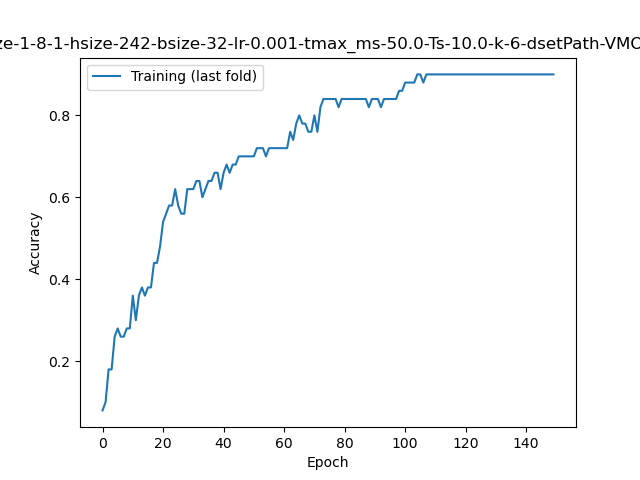 ze-1-8-1-hsize-242-bsize-32-lr-0.001-tmax_ms-50.0-Ts-10.0-k-6-dsetPath-VMC
Training (last fold)
0.8
0.6
0.4
0.2
Accuracy
0 20 40 60 80 100 120 140
Epoch